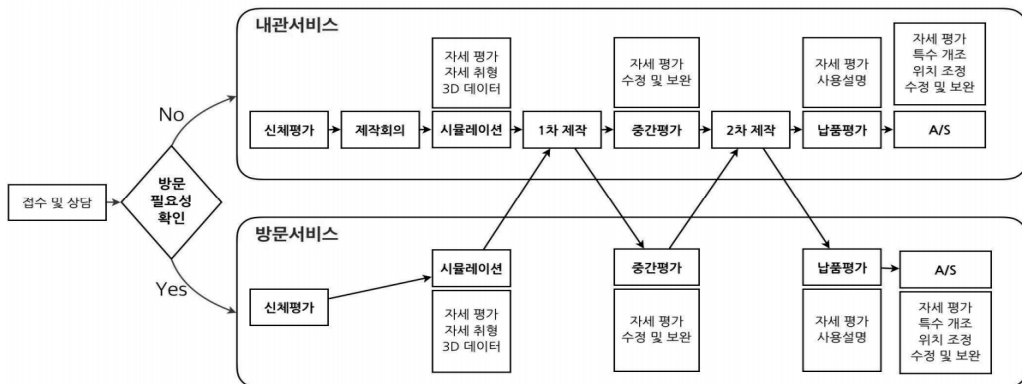 내관서비스
자세 평가
자세 취형
3D 데이터
자세 평가
수정 및 보완
자세 평가
사용설명
자세 평가
특수 개조
위치 조정
수정 및 보완
No
신체평가
제작회의
시뮬레이션
1차 제작
중간평가
2차 제작
납품평가
A/S
접수 및 상담
방문
필요성
확인
Yes
방문서비스
신체평가
시뮬레이션
중간평가
납품평가
A/S
자세 평가
자세 취형
3D 데이터
자세 평가
수정 및 보완
자세 평가
사용설명
자세 평가
특수 개조
위치 조정
수정 및 보완